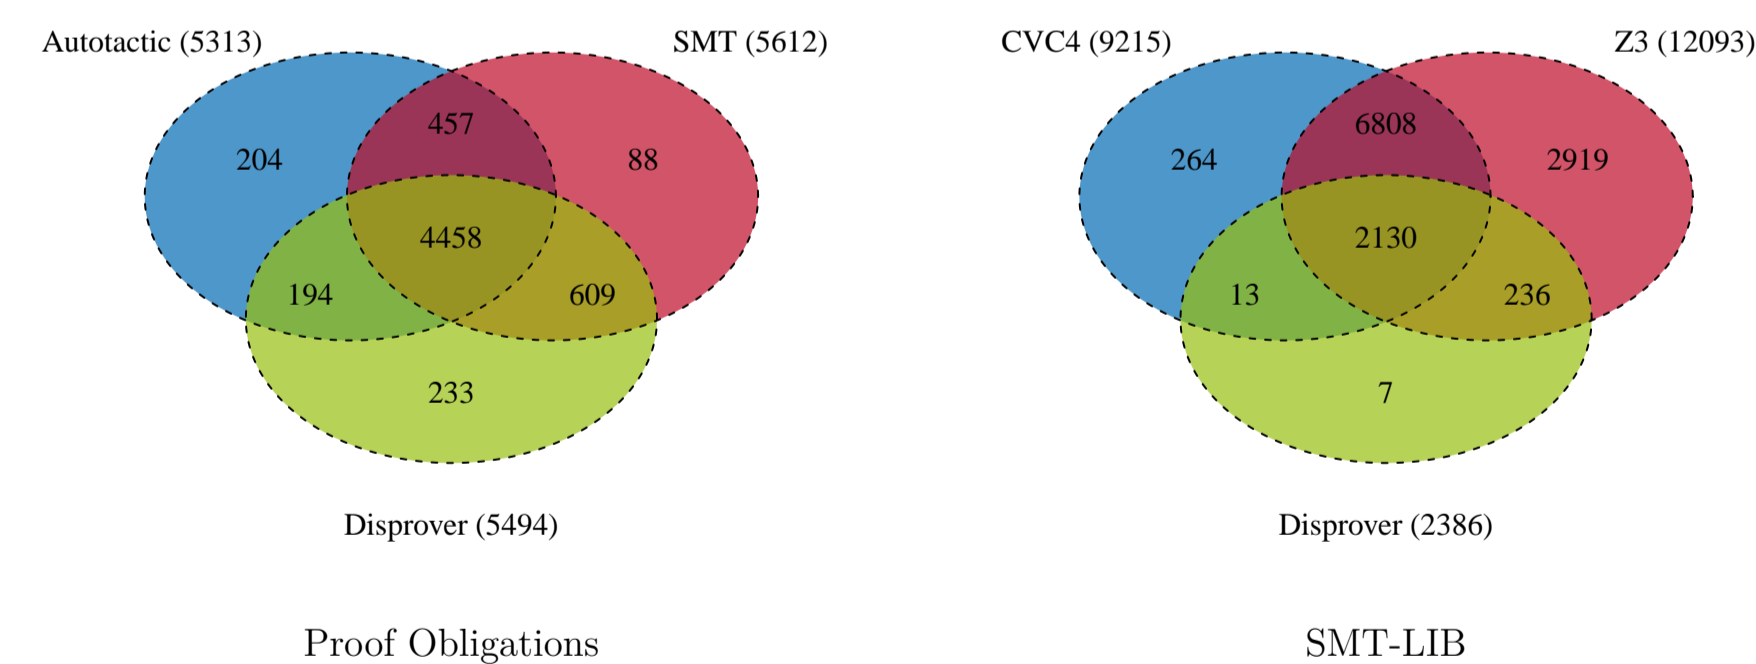 Autotactic (5313)
SMT (5612)
457
204
88
4458
194
609
233
Disprover (5494)
Proof Obligations
CVC4 (9215)
Z3 (12093)
6808
264
2919
2130
13
236
7
Disprover (2386)
SMT-LIB